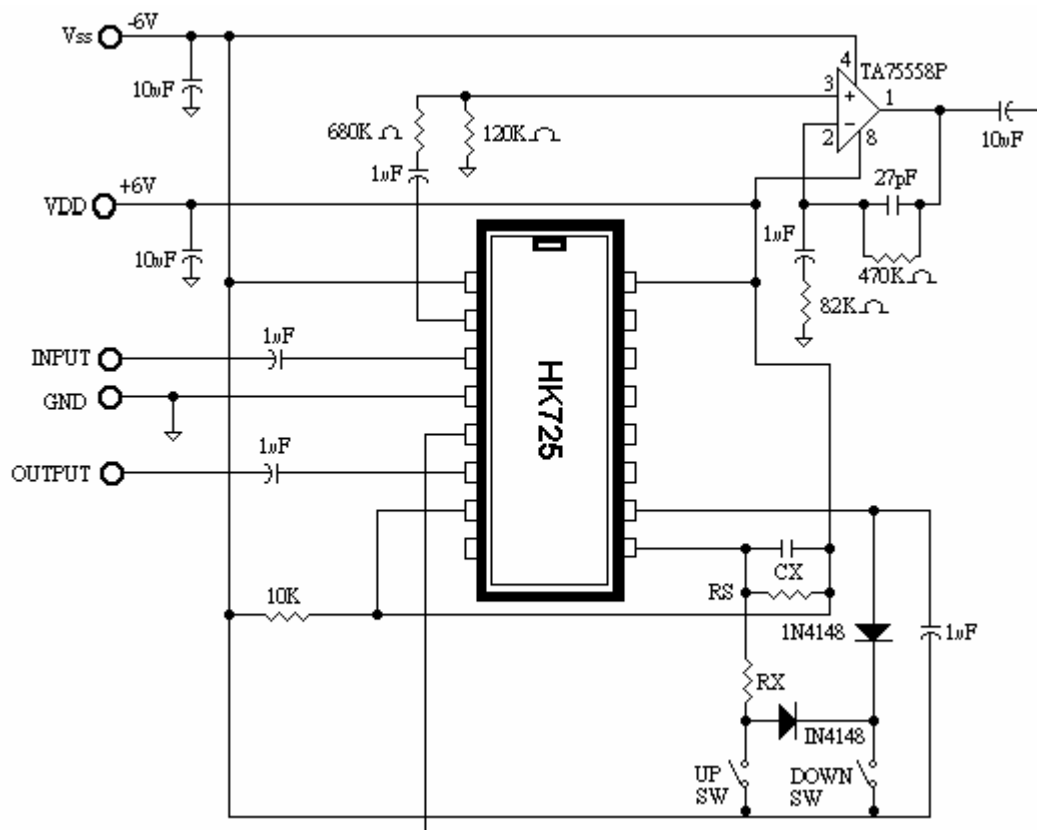 Vss -6V
4
TA75558P
10uF
3
1
+
680K Ω
120K Ω
-
2
8
10uF
1uF
27pF
VDD +6V
1uF
10uF
470K Ω
82K Ω
1uF
INPUT
GND
HK725
1uF
OUTPUT
CX
10K
RS
1N4148
1uF
RX
IN4148
UP
SW
DOWN
SW